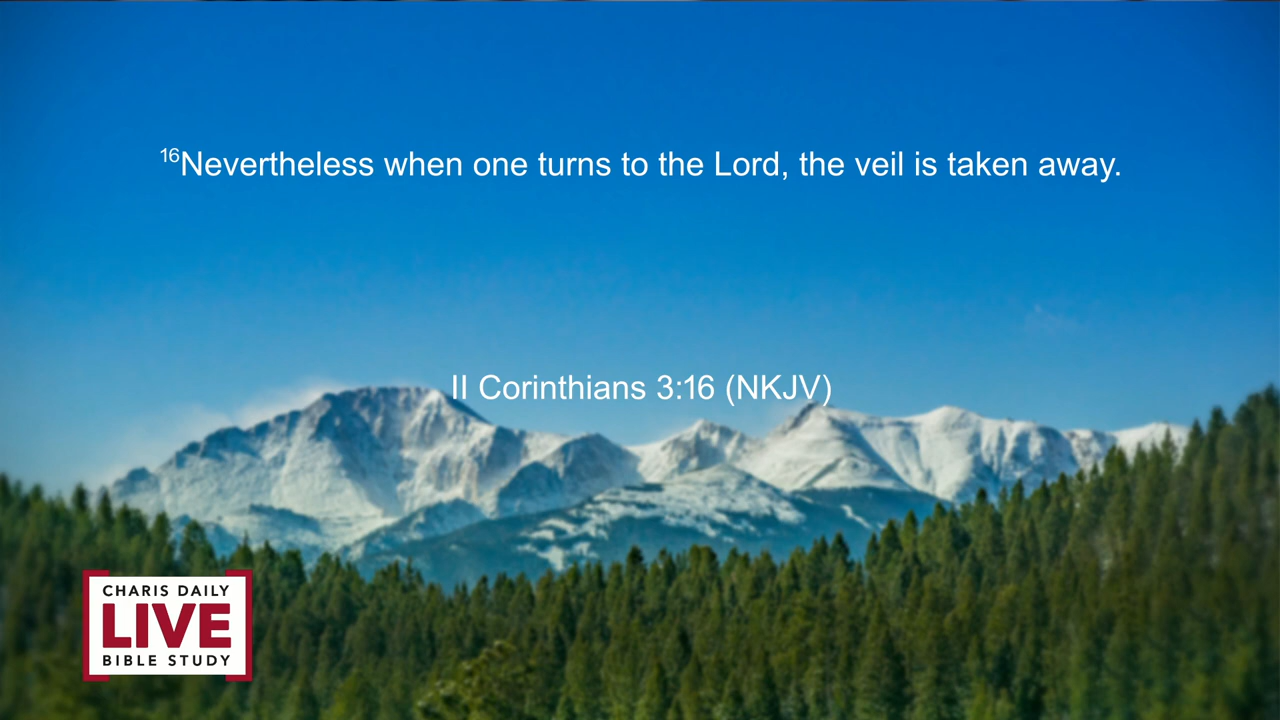 16Nevertheless when one turns to the Lord, the veil is taken away.
II Corinthians 3:16 (NKJV)
CHARIS DAILY
LIVE
BIBLE STUDY